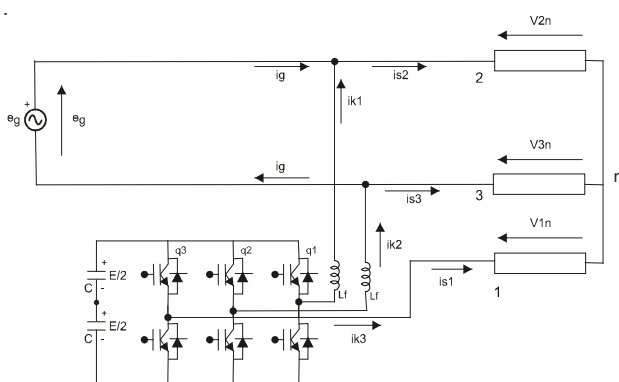 .
V2n
ig
is2
2
ik1
+
eg
eg
V3n
n
ig
is3
3
V1n
ik2
q3
q2
q1
is1
1
+
E/2
C
-
Lf
Lf
+
E/2
C
-
ik3